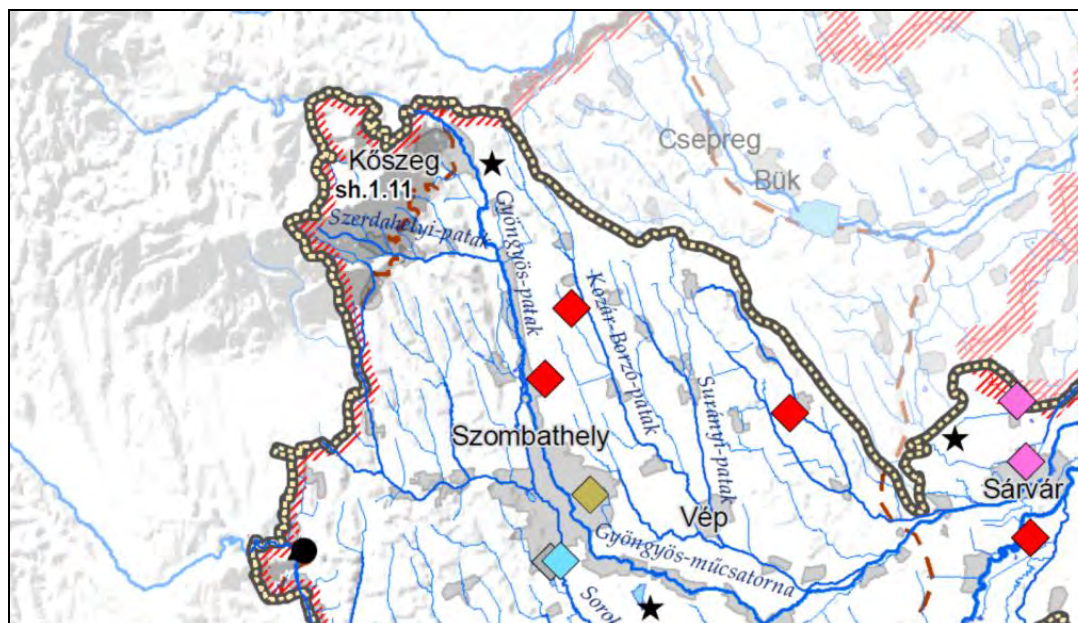 Csepreg
Bük
Kőszeg
sh.1.11
Szerdahelyi-patak
Gyöngyös-patak
Kozár-Borzó-patak
Surányi-patak
Szombathely
Vép
Sárvár
Gyöngyös-műcsatorna
Sorok